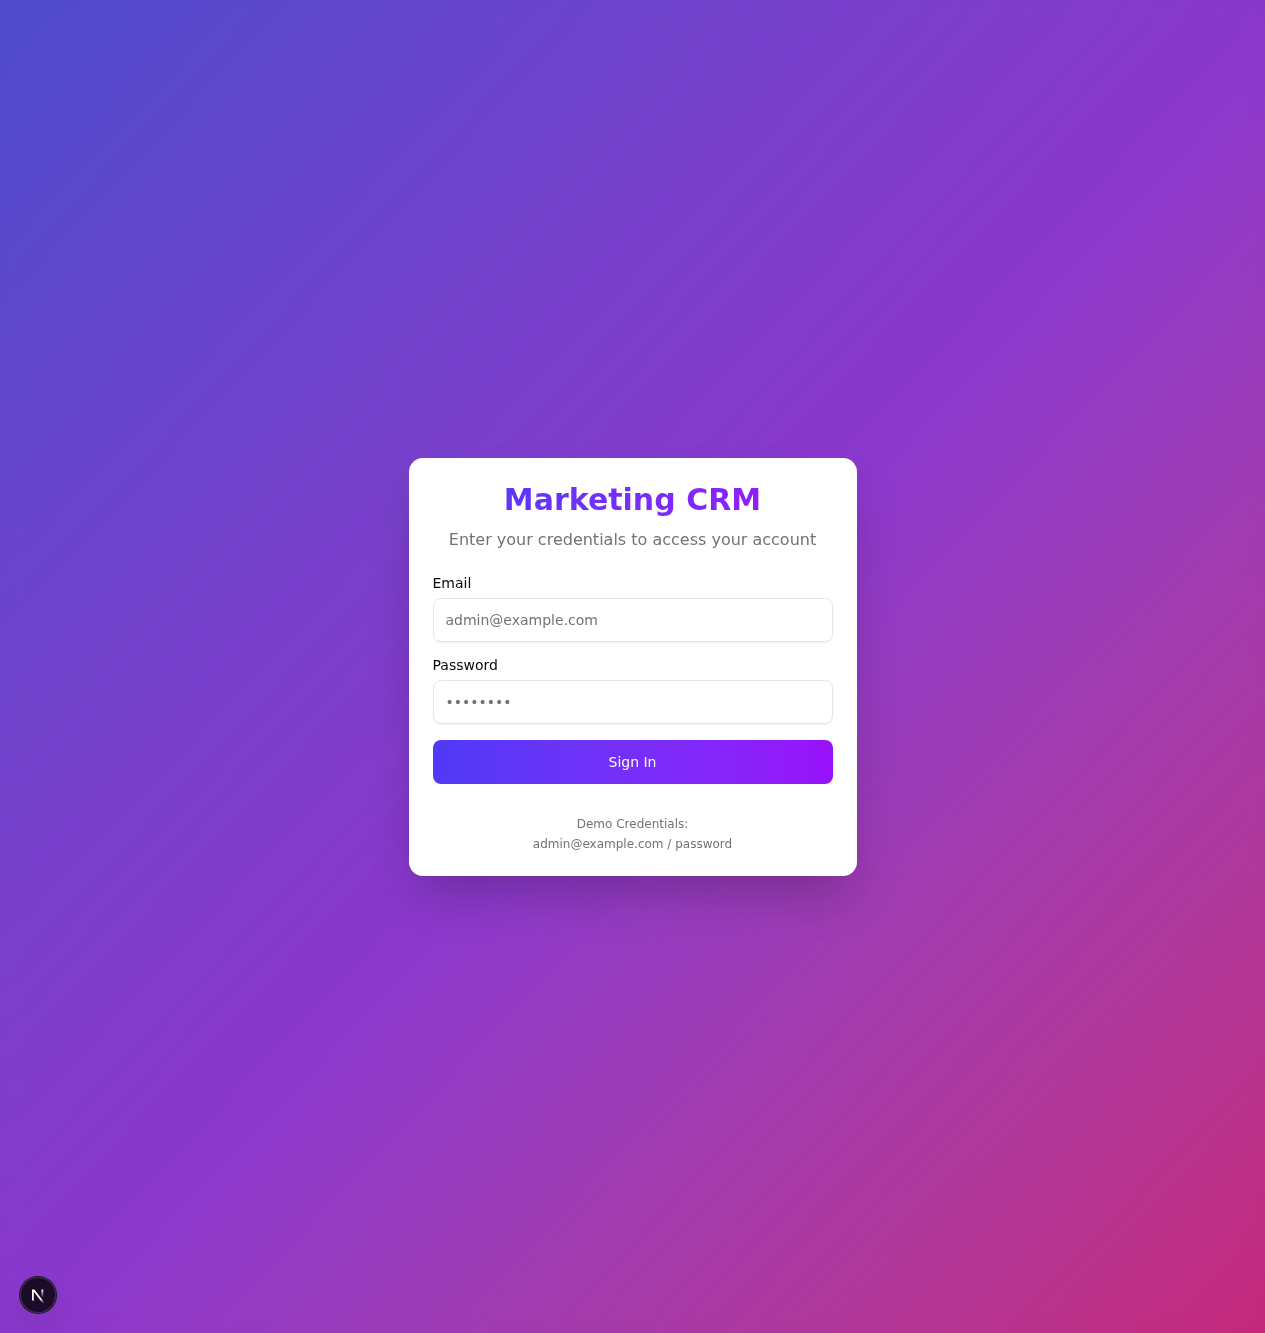 Marketing CRM
Enter your credentials to access your account
Email
admin@example.com
Password
••••••••
Sign In
Demo Credentials:
admin@example.com / password
N